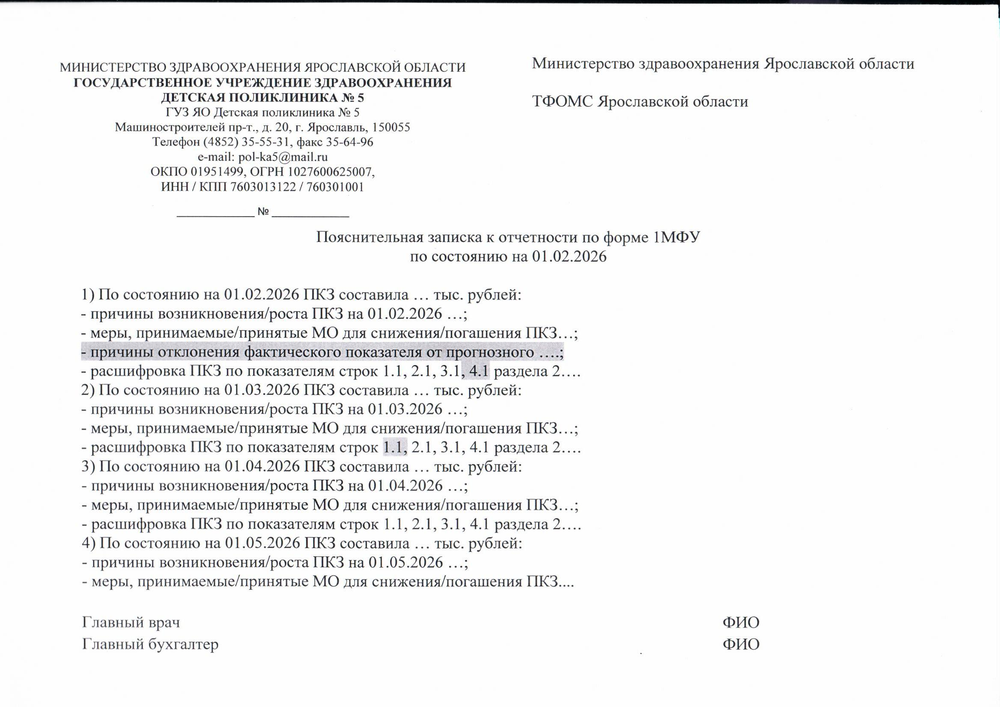 МИНИСТЕРСТВО ЗДРАВООХРАНЕНИЯ ЯРОСЛАВСКОЙ ОБЛАСТИ
ГОСУДАРСТВЕННОЕ УЧРЕЖДЕНИЕ ЗДРАВООХРАНЕНИЯ
ДЕТСКАЯ ПОЛИКЛИНИКА № 5
ГУЗ ЯО Детская поликлиника № 5
Машиностроителей пр-т., д. 20, г. Ярославль, 150055
Телефон (4852) 35-55-31, факс 35-64-96
e-mail: pol-ka5@mail.ru
ОКПО 01951499, ОГРН 1027600625007,
ИНН / КПП 7603013122 / 760301001
____________ № ____________
Министерство здравоохранения Ярославской области
ТФОМС Ярославской области
Пояснительная записка к отчетности по форме 1МФУ
по состоянию на 01.02.2026
1) По состоянию на 01.02.2026 ПКЗ составила … тыс. рублей:
- причины возникновения/роста ПКЗ на 01.02.2026 …;
- меры, принимаемые/принятые МО для снижения/погашения ПКЗ…;
- причины отклонения фактического показателя от прогнозного ….;
- расшифровка ПКЗ по показателям строк 1.1, 2.1, 3.1, 4.1 раздела 2….
2) По состоянию на 01.03.2026 ПКЗ составила … тыс. рублей:
- причины возникновения/роста ПКЗ на 01.03.2026 …;
- меры, принимаемые/принятые МО для снижения/погашения ПКЗ…;
- расшифровка ПКЗ по показателям строк 1.1, 2.1, 3.1, 4.1 раздела 2….
3) По состоянию на 01.04.2026 ПКЗ составила … тыс. рублей:
- причины возникновения/роста ПКЗ на 01.04.2026 …;
- меры, принимаемые/принятые МО для снижения/погашения ПКЗ…;
- расшифровка ПКЗ по показателям строк 1.1, 2.1, 3.1, 4.1 раздела 2….
4) По состоянию на 01.05.2026 ПКЗ составила … тыс. рублей:
- причины возникновения/роста ПКЗ на 01.05.2026 …;
- меры, принимаемые/принятые МО для снижения/погашения ПКЗ....
Главный врач ФИО
Главный бухгалтер ФИО